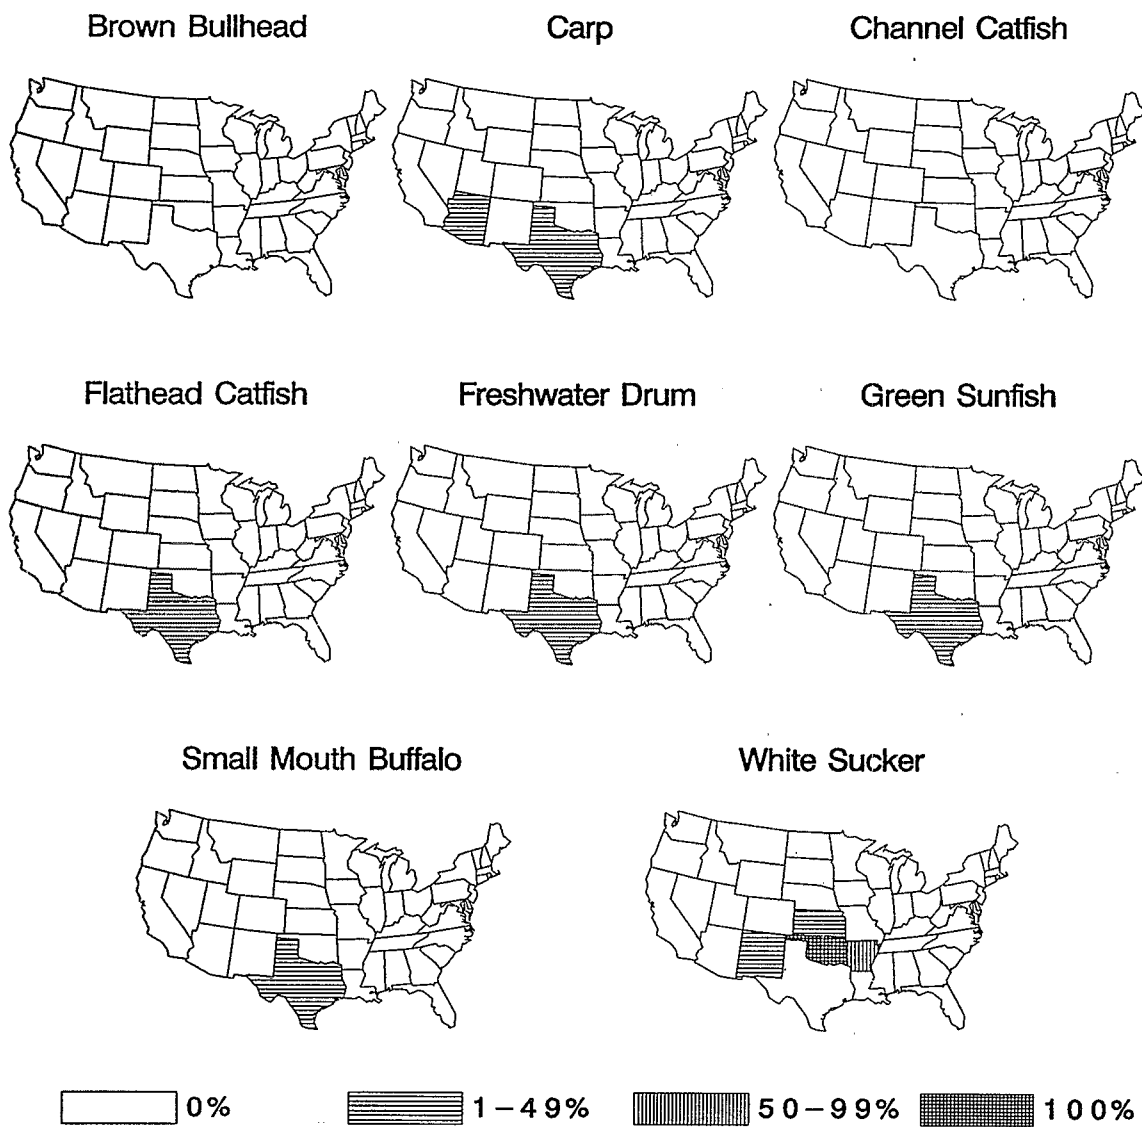 Brown Bullhead Carp Channel Catfish
Flathead Catfish Freshwater Drum Green Sunfish
Small Mouth Buffalo White Sucker
0% 1-49% 50-99% 100%